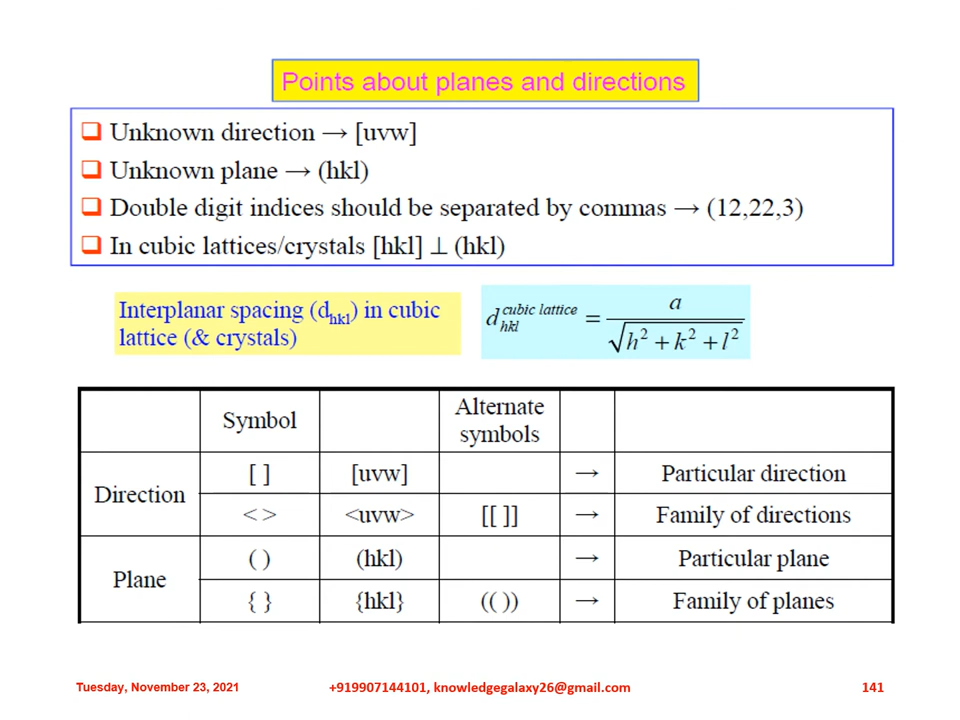 Points about planes and directions
❑ Unknown direction → [uvw]
❑ Unknown plane → (hkl)
❑ Double digit indices should be separated by commas → (12,22,3)
❑ In cubic lattices/crystals [hkl] ⊥ (hkl)
Interplanar spacing (d_hkl) in cubic
lattice (& crystals)
d_hkl^cubic lattice = a / √(h² + k² + l²)
Symbol Alternate symbols
Direction [ ] [uvw] → Particular direction
< > <uvw> [[ ]] → Family of directions
Plane ( ) (hkl) → Particular plane
{ } {hkl} (( )) → Family of planes
Tuesday, November 23, 2021 +919907144101, knowledgegalaxy26@gmail.com 141